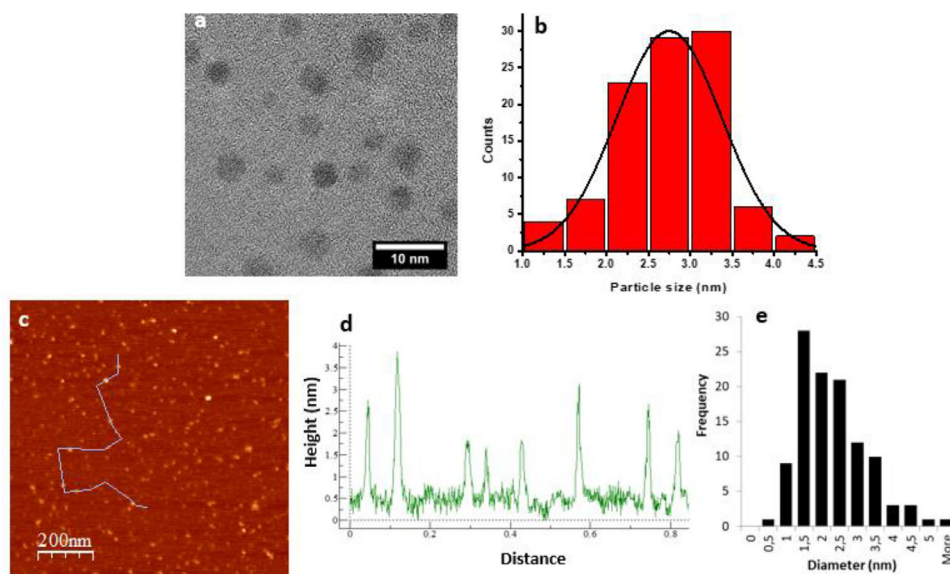 a
10 nm
b
Counts
30
25
20
15
10
5
0
1.0 1.5 2.0 2.5 3.0 3.5 4.0 4.5
Particle size (nm)
c
200nm
d
Height (nm)
4
3.5
3
2.5
2
1.5
1
0.5
0
0 0.2 0.4 0.6 0.8
Distance
e
Frequency
30
20
10
0
0 0,5 1 1,5 2 2,5 3 3,5 4 4,5 5 More
Diameter (nm)